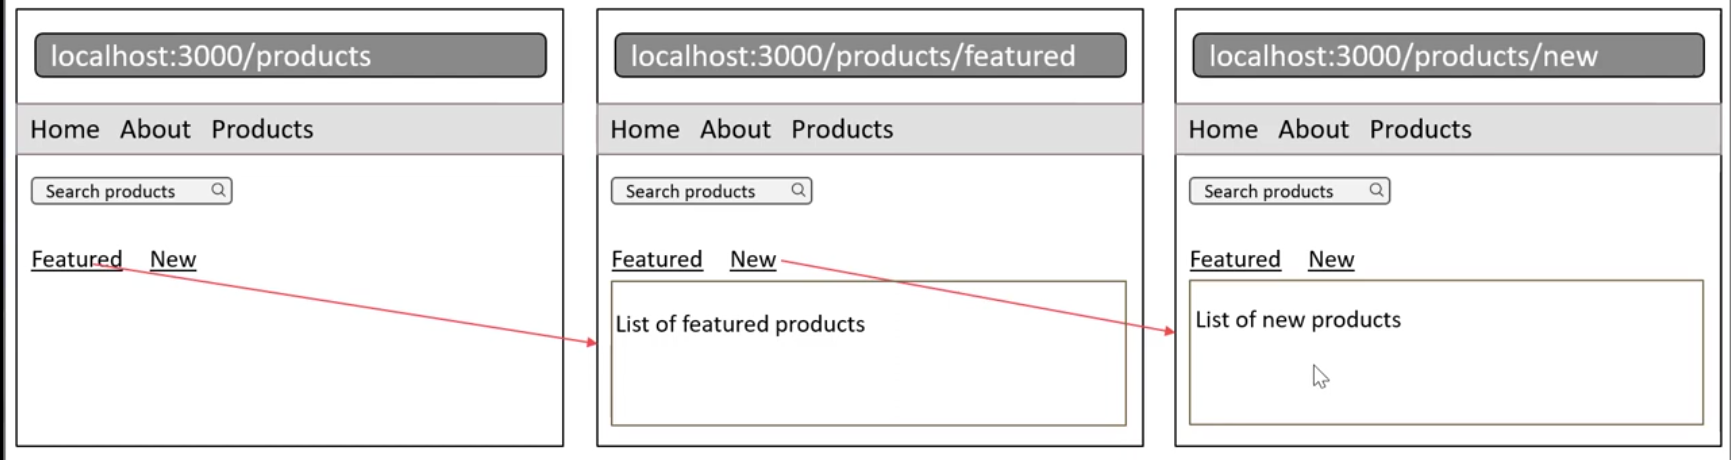 localhost:3000/products
Home About Products
Search products
Featured New
localhost:3000/products/featured
Home About Products
Search products
Featured New
List of featured products
localhost:3000/products/new
Home About Products
Search products
Featured New
List of new products